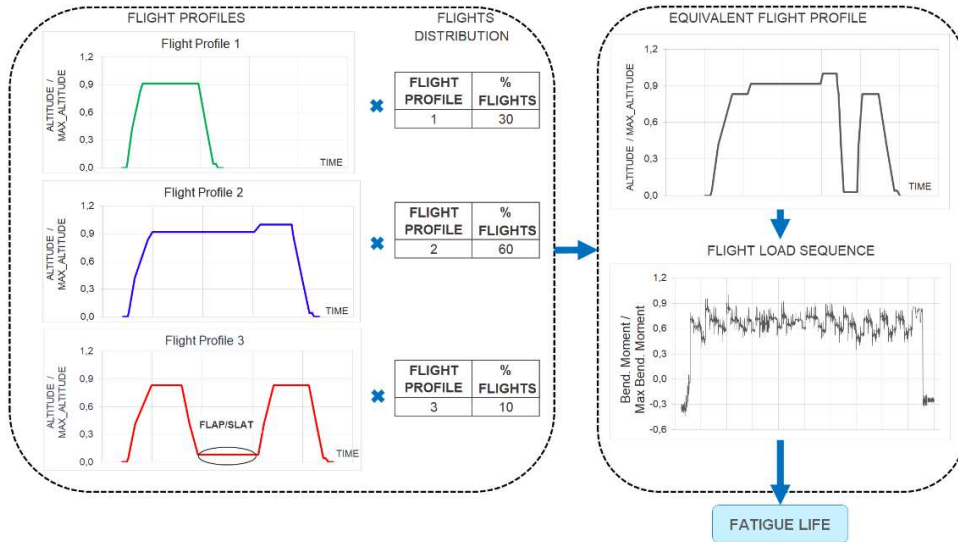 FLIGHT PROFILES
FLIGHTS
DISTRIBUTION
Flight Profile 1
ALTITUDE /
MAX_ALTITUDE
1,2
0,9
0,6
0,3
0,0
TIME
FLIGHT PROFILE
% FLIGHTS
1
30
Flight Profile 2
ALTITUDE /
MAX_ALTITUDE
1,2
0,9
0,6
0,3
0,0
TIME
FLIGHT PROFILE
% FLIGHTS
2
60
Flight Profile 3
ALTITUDE /
MAX_ALTITUDE
1,2
0,9
0,6
0,3
0,0
FLAP/SLAT
TIME
FLIGHT PROFILE
% FLIGHTS
3
10
EQUIVALENT FLIGHT PROFILE
ALTITUDE / MAX_ALTITUDE
1,2
0,9
0,6
0,3
0,0
TIME
FLIGHT LOAD SEQUENCE
Bend. Moment /
Max Bend. Moment
1,2
0,9
0,6
0,3
0,0
-0,3
-0,6
FATIGUE LIFE